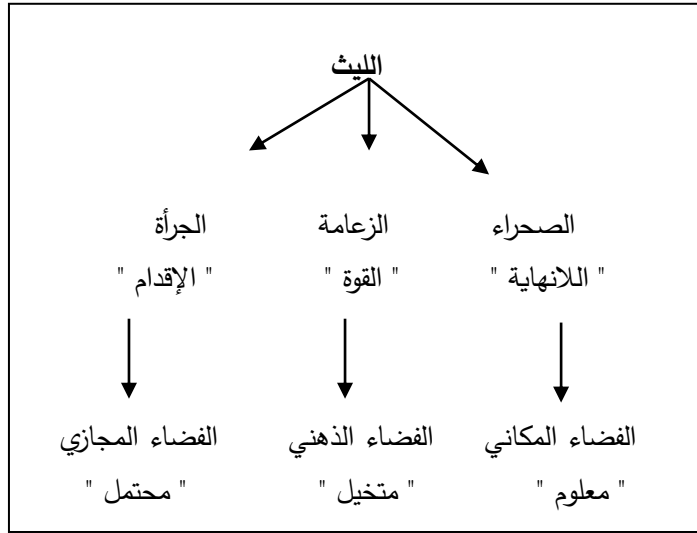 الليث
الصحراء الزعامة الجرأة
" اللانهاية " " القوة " " الإقدام "
الفضاء المكاني الفضاء الذهني الفضاء المجازي
" معلوم " " متخيل " " محتمل "